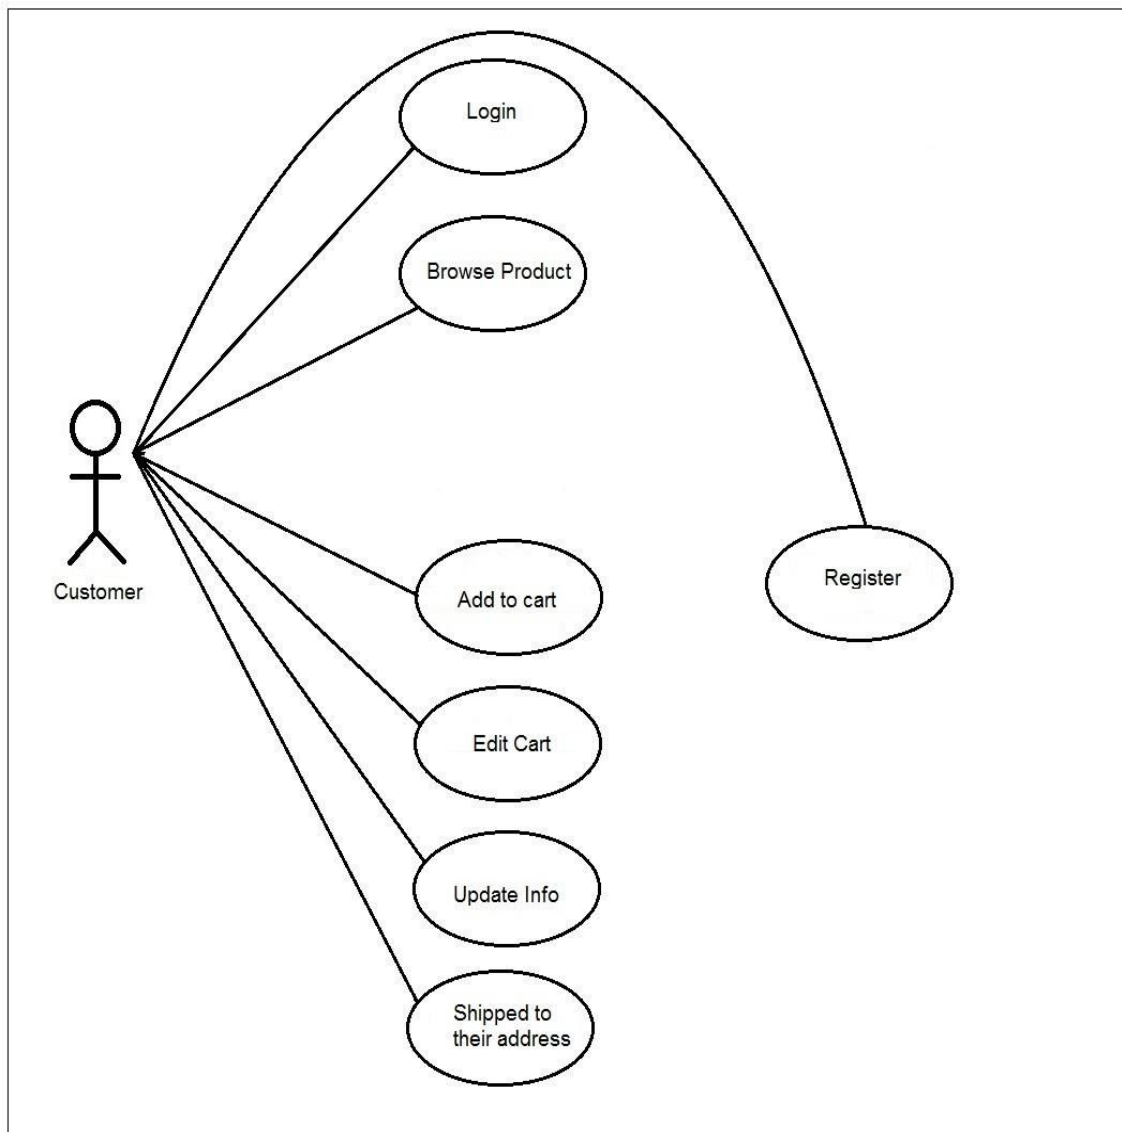 Login
Browse Product
Customer
Add to cart
Register
Edit Cart
Update Info
Shipped to
their address